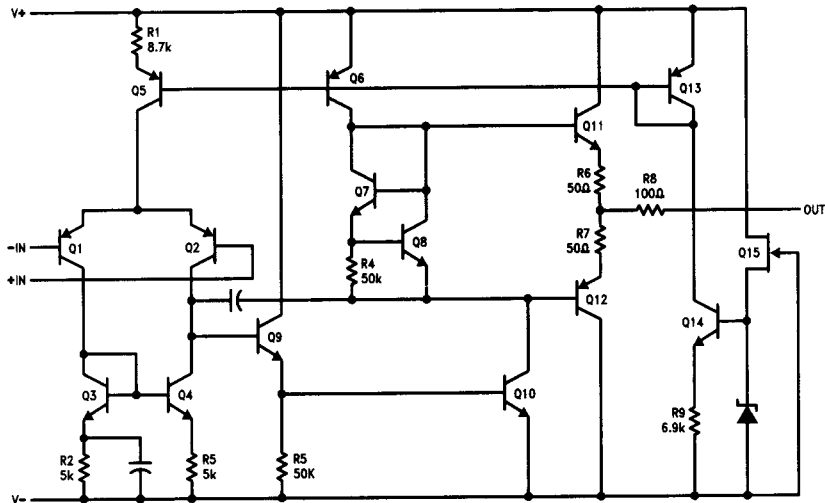 V+
R1
8.7k
Q5
Q6
Q13
Q11
R6
50Ω
R8
100Ω
OUT
Q7
Q8
R4
50k
R7
50Ω
-IN
Q1
Q2
+IN
Q15
Q12
Q9
Q14
Q3
Q4
Q10
R9
6.9k
R2
5k
R5
5k
R5
50K
V-